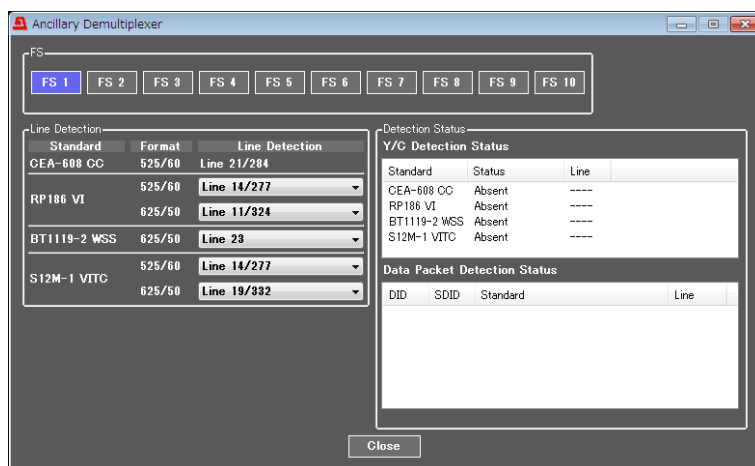 Ancillary Demultiplexer
FS
FS 1 FS 2 FS 3 FS 4 FS 5 FS 6 FS 7 FS 8 FS 9 FS 10
Line Detection
Standard Format Line Detection
CEA-608 CC 525/60 Line 21/284
RP186 VI
525/60 Line 14/277
625/50 Line 11/324
BT1119-2 WSS 625/50 Line 23
S12M-1 VITC
525/60 Line 14/277
625/50 Line 19/332
Detection Status
Y/C Detection Status
Standard Status Line
CEA-608 CC Absent ----
RP186 VI Absent ----
BT1119-2 WSS Absent ----
S12M-1 VITC Absent ----
Data Packet Detection Status
DID SDID Standard Line
Close